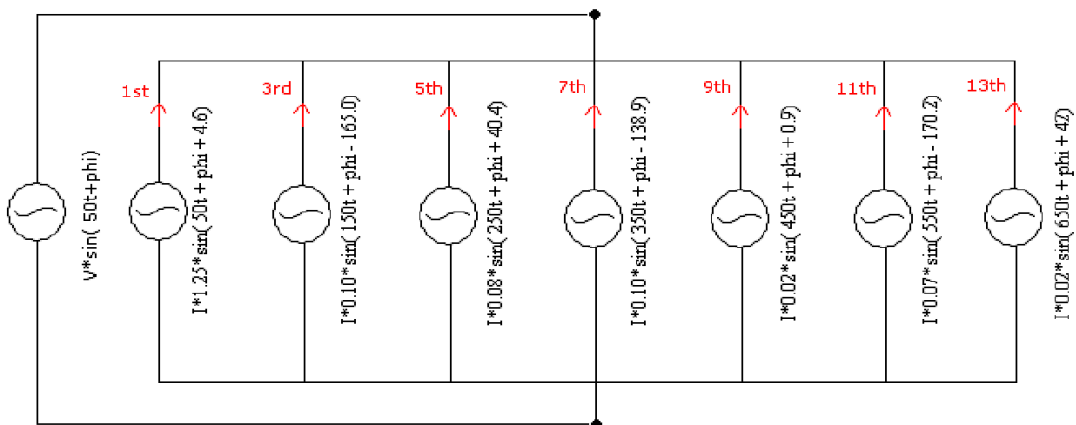 1st
3rd
5th
7th
9th
11th
13th
V*sin( 50t+phi)
I*1.25*sin( 50t + phi + 4.6)
I*0.10*sin( 150t + phi - 165.0)
I*0.08*sin( 250t + phi + 40.4)
I*0.10*sin( 350t + phi - 138.9)
I*0.02*sin( 450t + phi + 0.9)
I*0.07*sin( 550t + phi - 170.2)
I*0.02*sin( 650t + phi + 42)